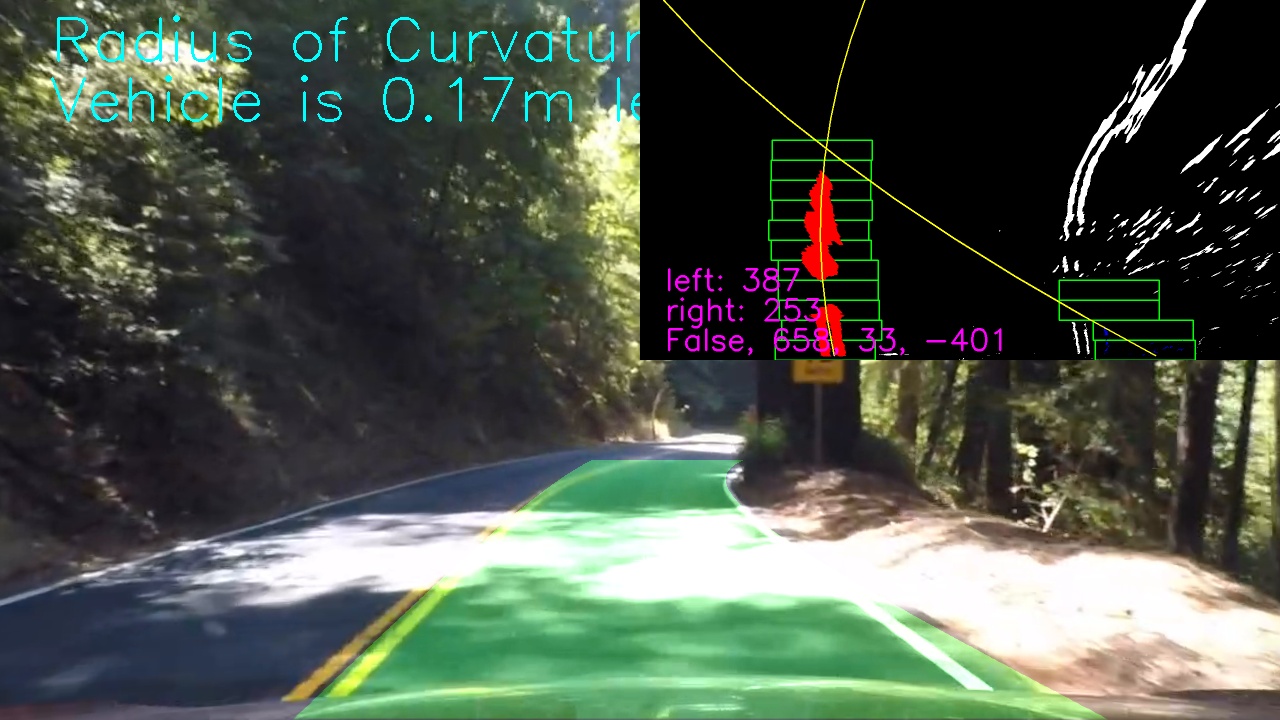 Radius of Curvatur
Vehicle is 0.17m le
left: 387
right: 253
False, 658, 33, -401